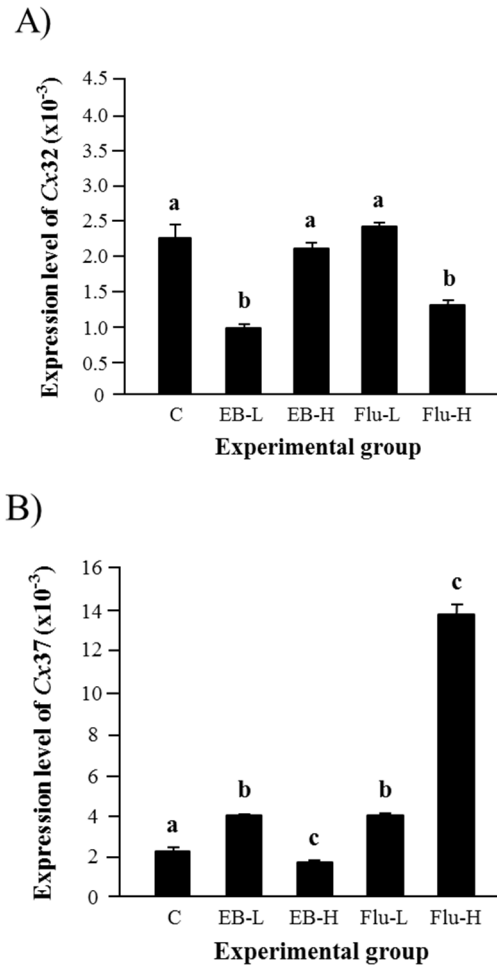 A)
Expression level of Cx32 (x10⁻³)
4.5
4.0
3.5
3.0
2.5
2.0
1.5
1.0
0.5
0
a
b
a
a
b
C EB-L EB-H Flu-L Flu-H
Experimental group
B)
Expression level of Cx37 (x10⁻³)
16
14
12
10
8
6
4
2
0
a
b
c
b
c
C EB-L EB-H Flu-L Flu-H
Experimental group